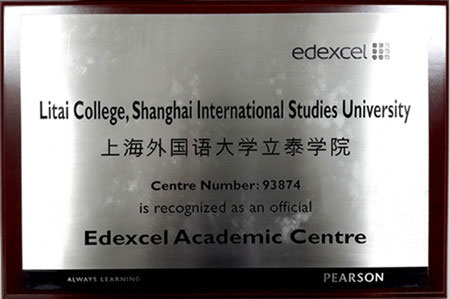 edexcel
Litai College, Shanghai International Studies University
上海外国语大学立泰学院
Centre Number: 93874
is recognized as an official
Edexcel Academic Centre
ALWAYS LEARNING PEARSON